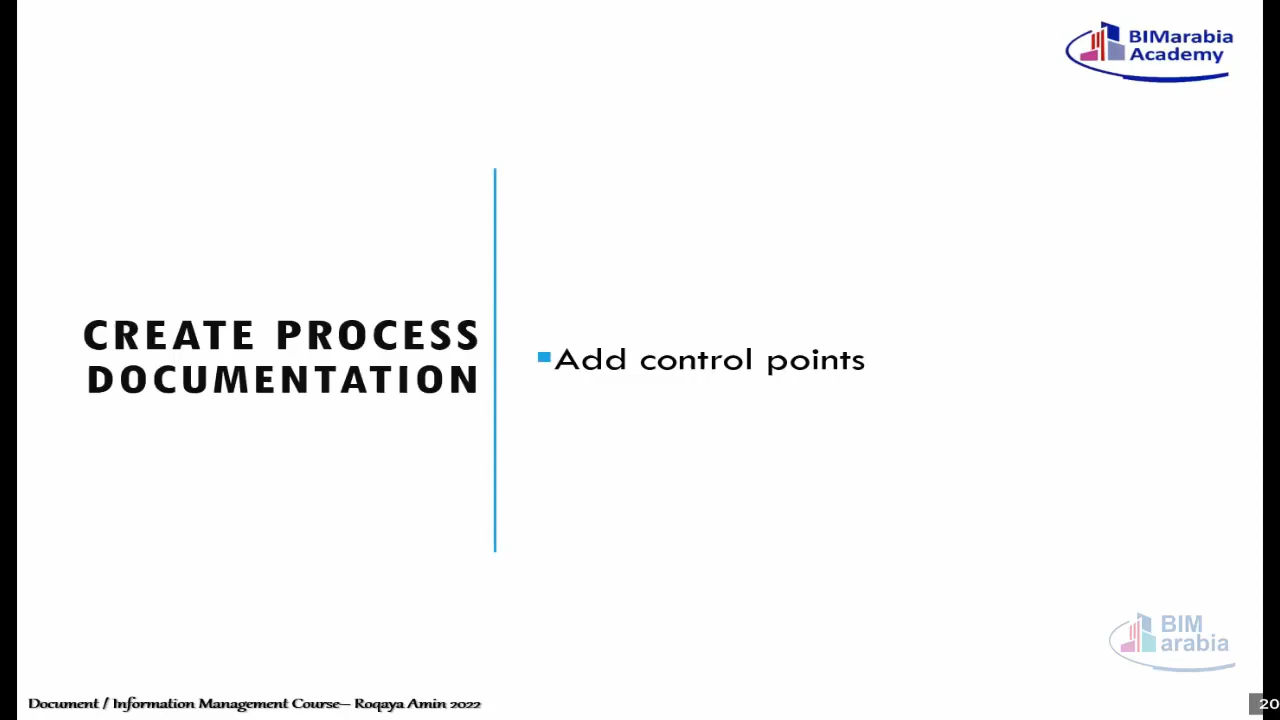 BIMarabia
Academy
CREATE PROCESS
DOCUMENTATION
Add control points
BIM
arabia
Document / Information Management Course– Roqaya Amin 2022
20